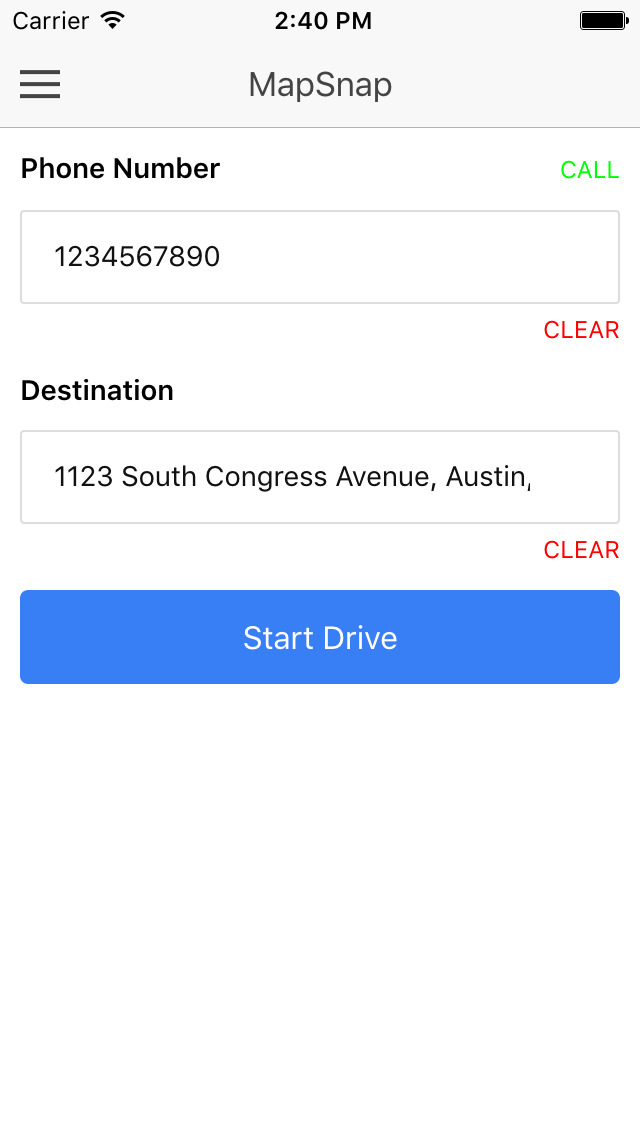 Carrier 2:40 PM
MapSnap
Phone Number CALL
1234567890
CLEAR
Destination
1123 South Congress Avenue, Austin,
CLEAR
Start Drive